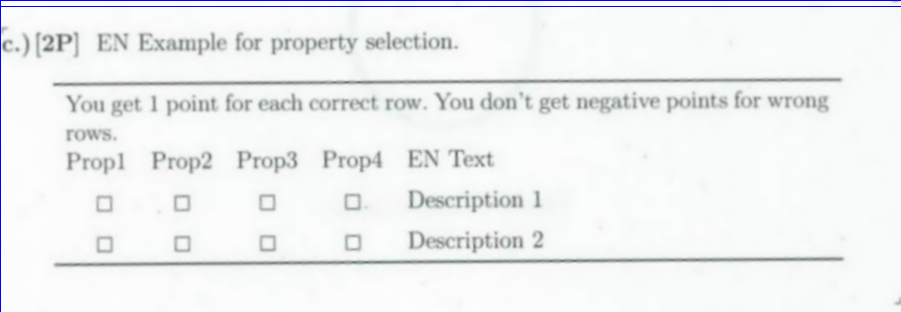 c.) [2P] EN Example for property selection.
You get 1 point for each correct row. You don't get negative points for wrong
rows.
Prop1 Prop2 Prop3 Prop4 EN Text
☐ ☐ ☐ ☐ Description 1
☐ ☐ ☐ ☐ Description 2